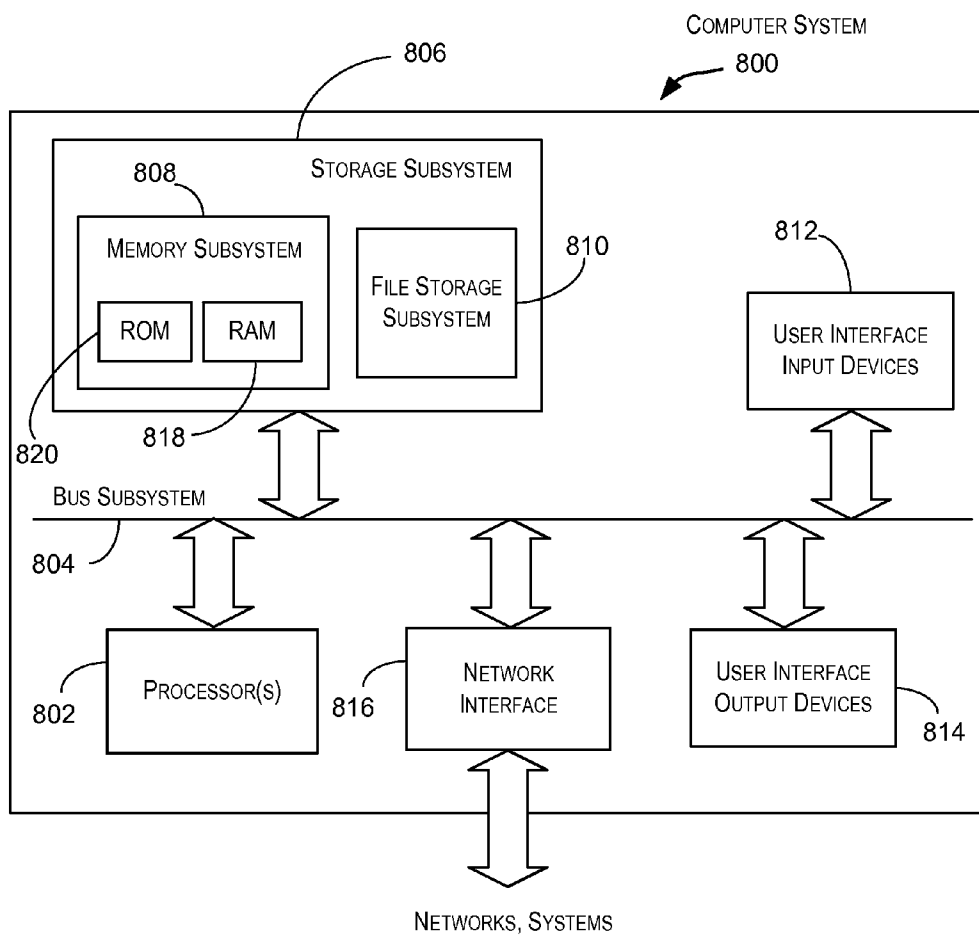 COMPUTER SYSTEM
800
806
STORAGE SUBSYSTEM
808
MEMORY SUBSYSTEM
ROM
RAM
820
818
FILE STORAGE
SUBSYSTEM
810
812
USER INTERFACE
INPUT DEVICES
BUS SUBSYSTEM
804
PROCESSOR(S)
802
NETWORK
INTERFACE
816
USER INTERFACE
OUTPUT DEVICES
814
NETWORKS, SYSTEMS